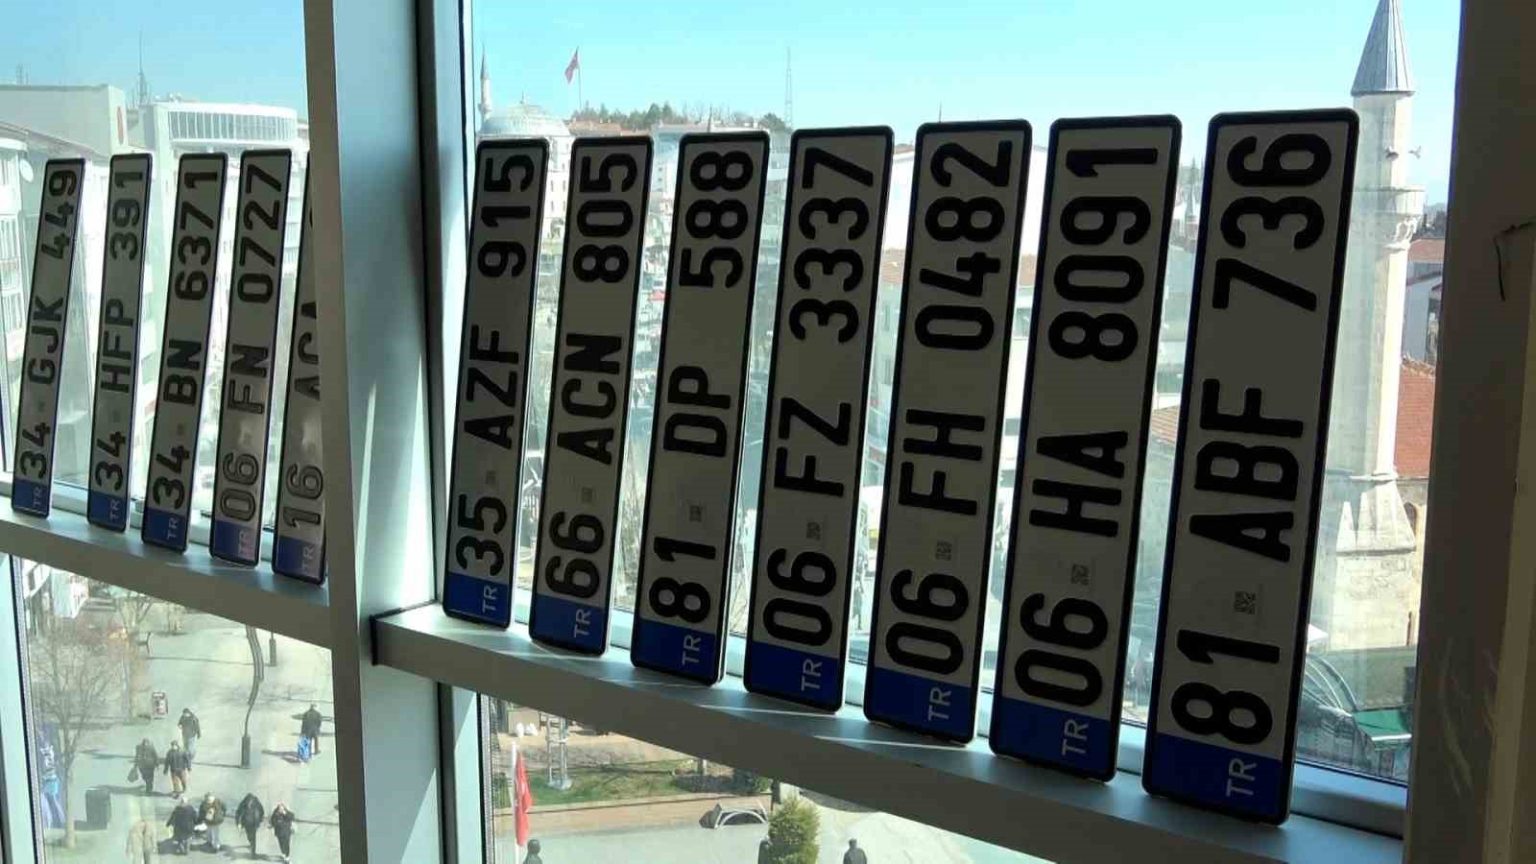 TR 34 GJK 449
TR 34 HFP 391
TR 34 BN 6371
TR 06 FN 0727
TR 16
TR 35 AZF 915
TR 66 ACN 805
TR 81 DP 588
TR 06 FZ 3337
TR 06 FH 0482
TR 06 HA 8091
TR 81 ABF 736